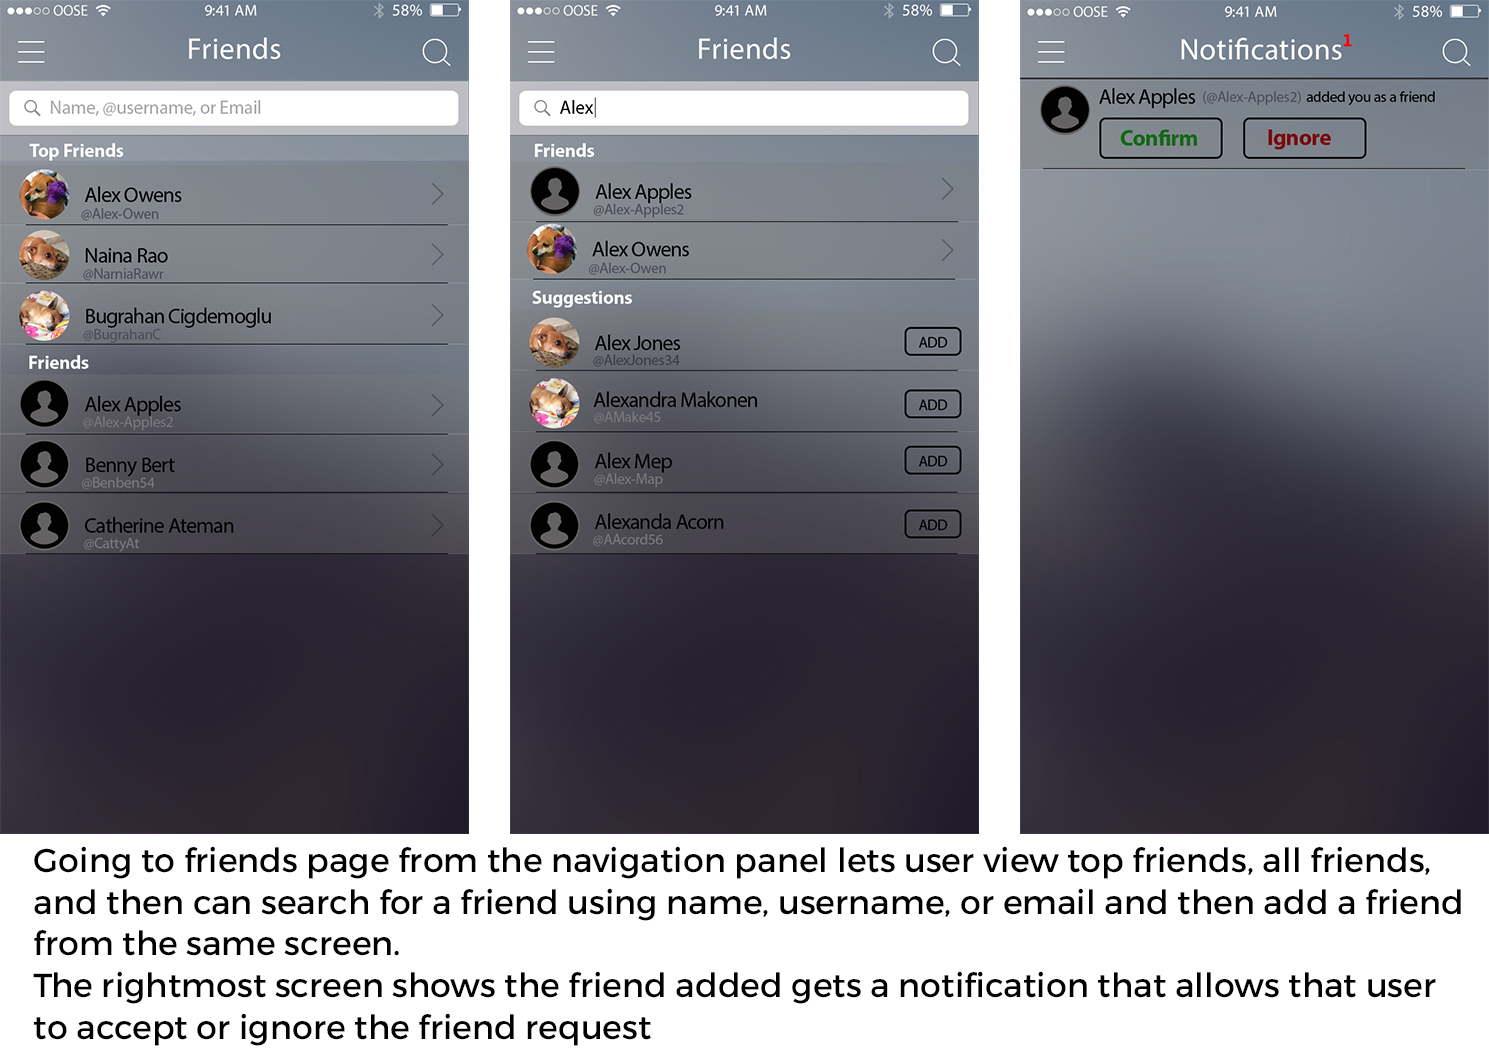 OOSE 9:41 AM 58%
Friends
Name, @username, or Email
Top Friends
Alex Owens
@Alex-Owen
Naina Rao
@NarniaRawr
Bugrahan Cigdemoglu
@BugrahanC
Friends
Alex Apples
@Alex-Apples2
Benny Bert
@Benben54
Catherine Ateman
@CattyAt
OOSE 9:41 AM 58%
Friends
Alex
Friends
Alex Apples
@Alex-Apples2
Alex Owens
@Alex-Owen
Suggestions
Alex Jones
@AlexJones34
ADD
Alexandra Makonen
@AMake45
ADD
Alex Mep
@Alex-Map
ADD
Alexanda Acorn
@AAcord56
ADD
OOSE 9:41 AM 58%
Notifications 1
Alex Apples (@Alex-Apples2) added you as a friend
Confirm Ignore
Going to friends page from the navigation panel lets user view top friends, all friends,
and then can search for a friend using name, username, or email and then add a friend
from the same screen.
The rightmost screen shows the friend added gets a notification that allows that user
to accept or ignore the friend request